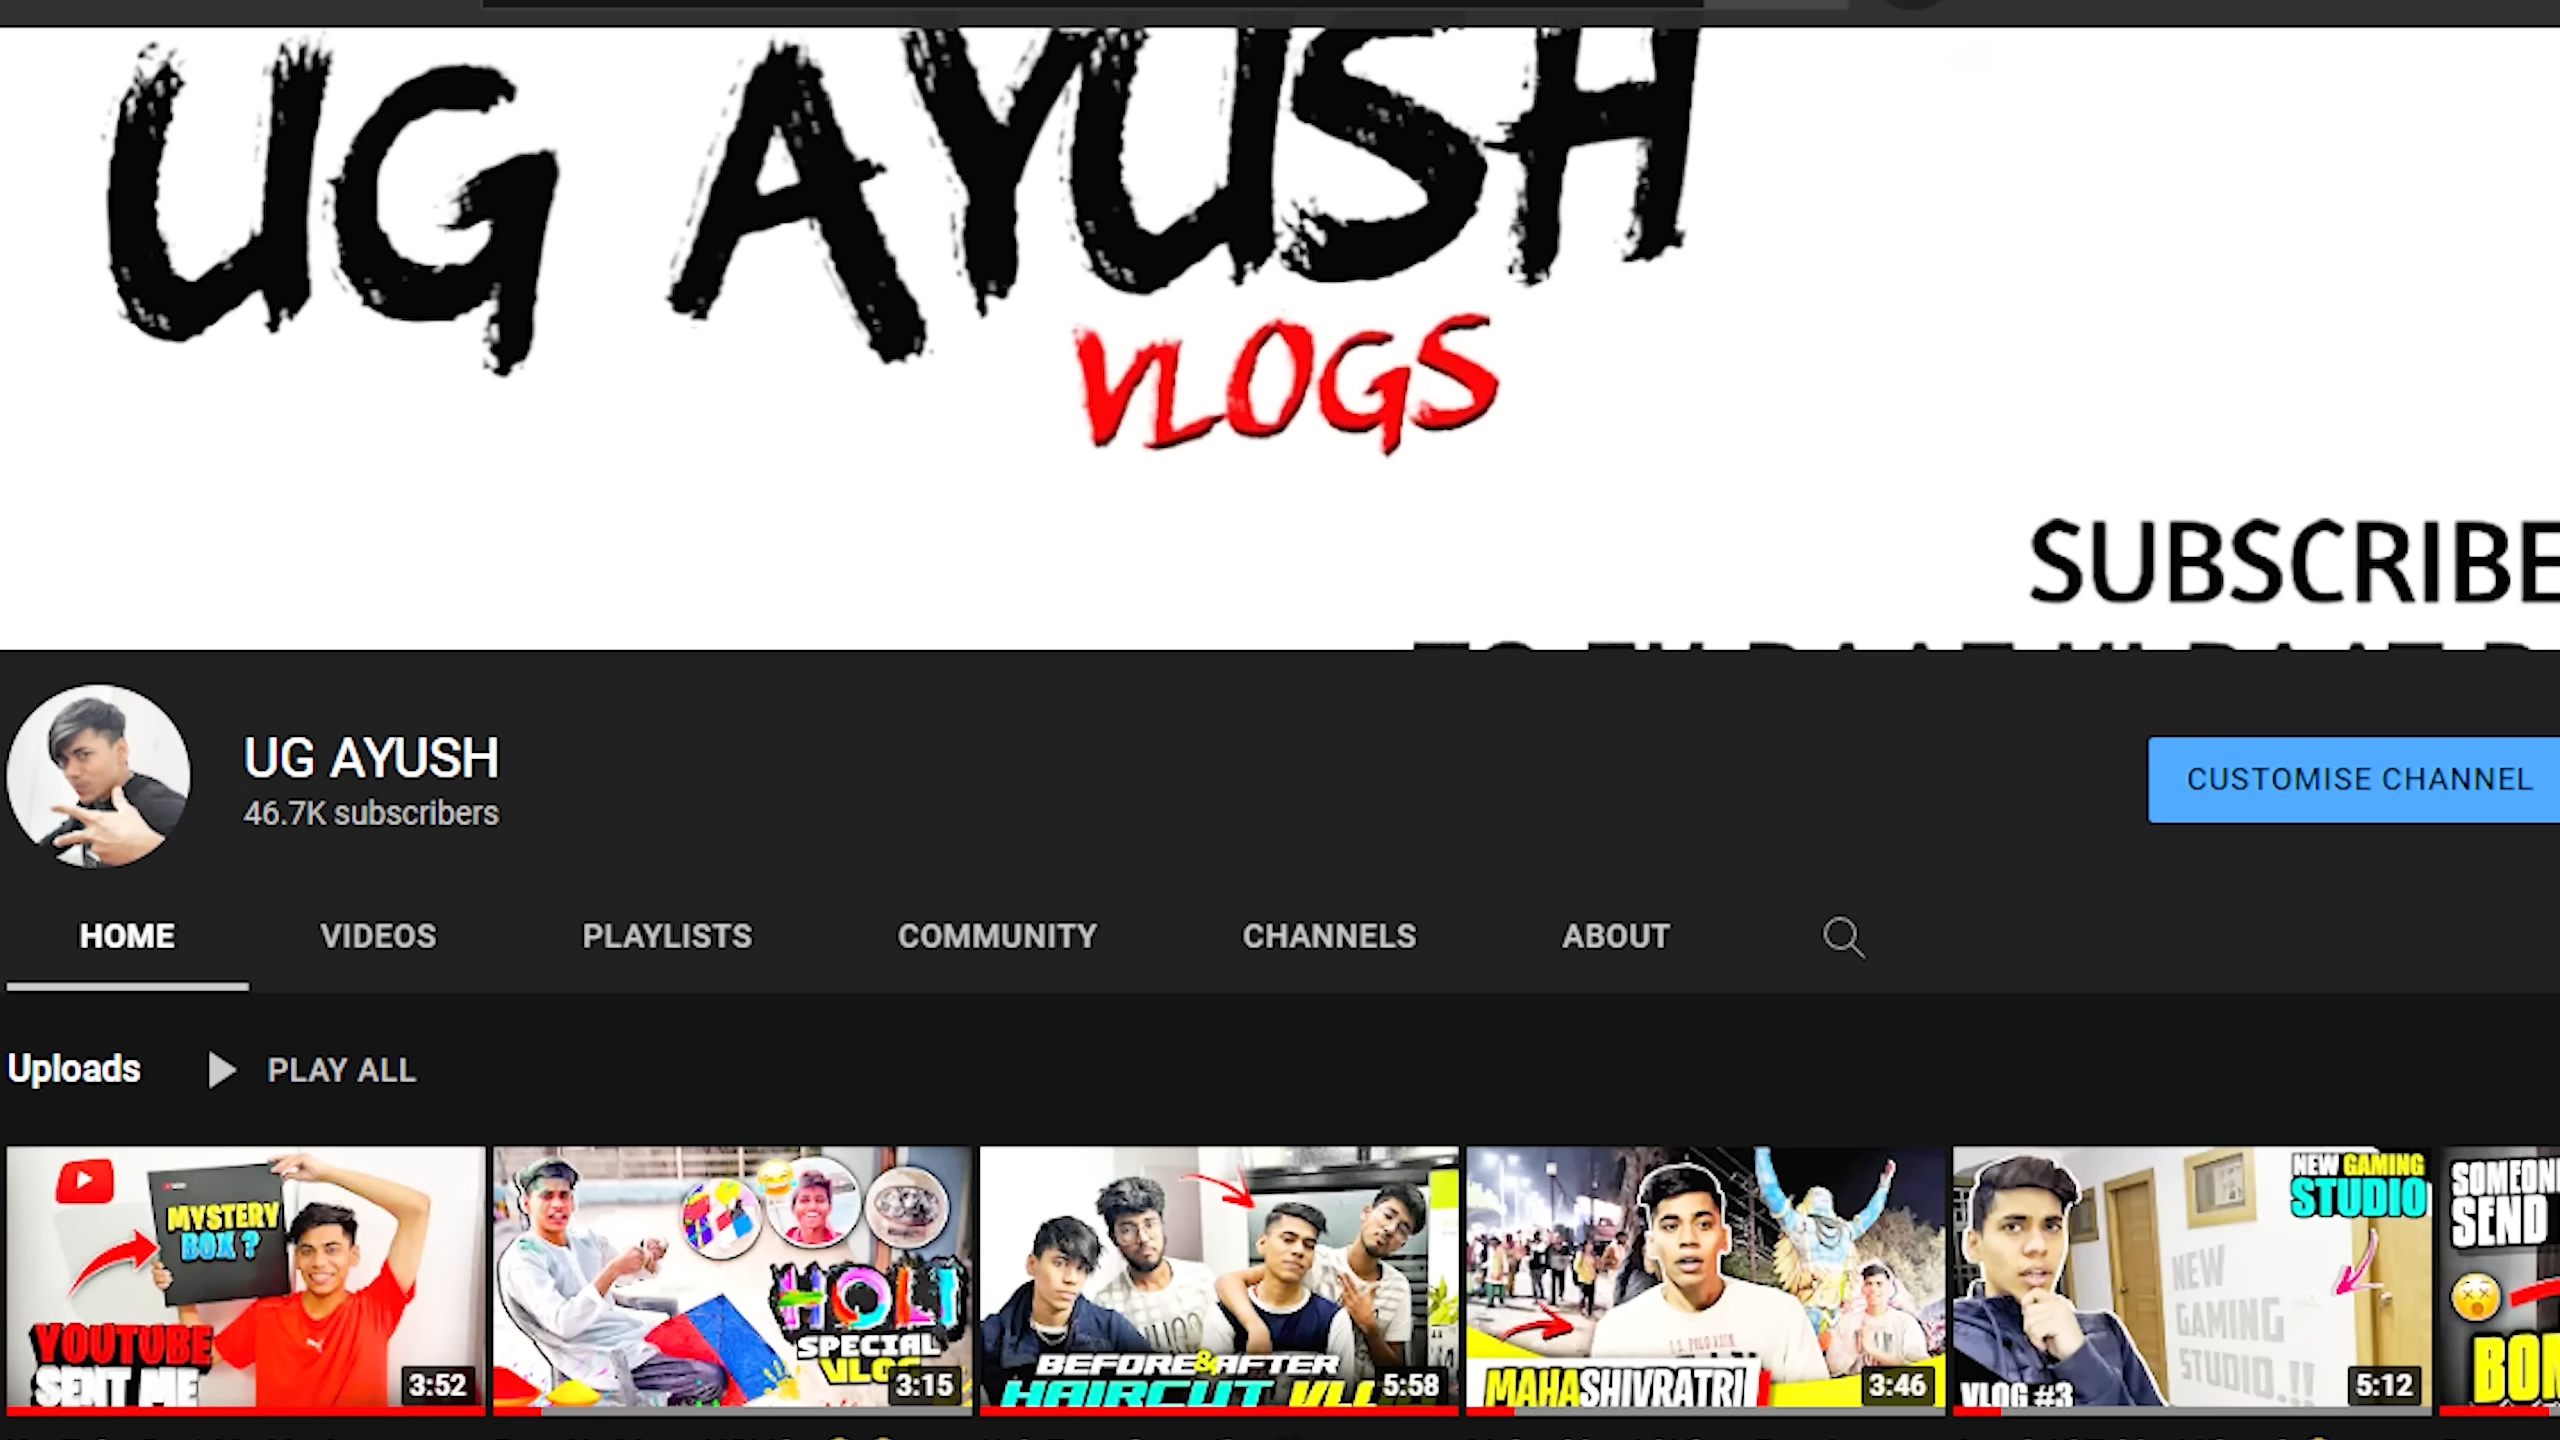 UG AYUSH
VLOGS
SUBSCRIBE
UG AYUSH
46.7K subscribers
CUSTOMISE CHANNEL
HOME
VIDEOS
PLAYLISTS
COMMUNITY
CHANNELS
ABOUT
Uploads
PLAY ALL
MYSTERY
BOX ?
YOUTUBE
SENT ME
3:52
HOLI
SPECIAL
3:15
BEFORE&AFTER
HAIRCUT
5:58
MAHASHIVRATRI
3:46
NEW GAMING
STUDIO
NEW
GAMING
STUDIO.!!
VLOG #3
5:12
SEND